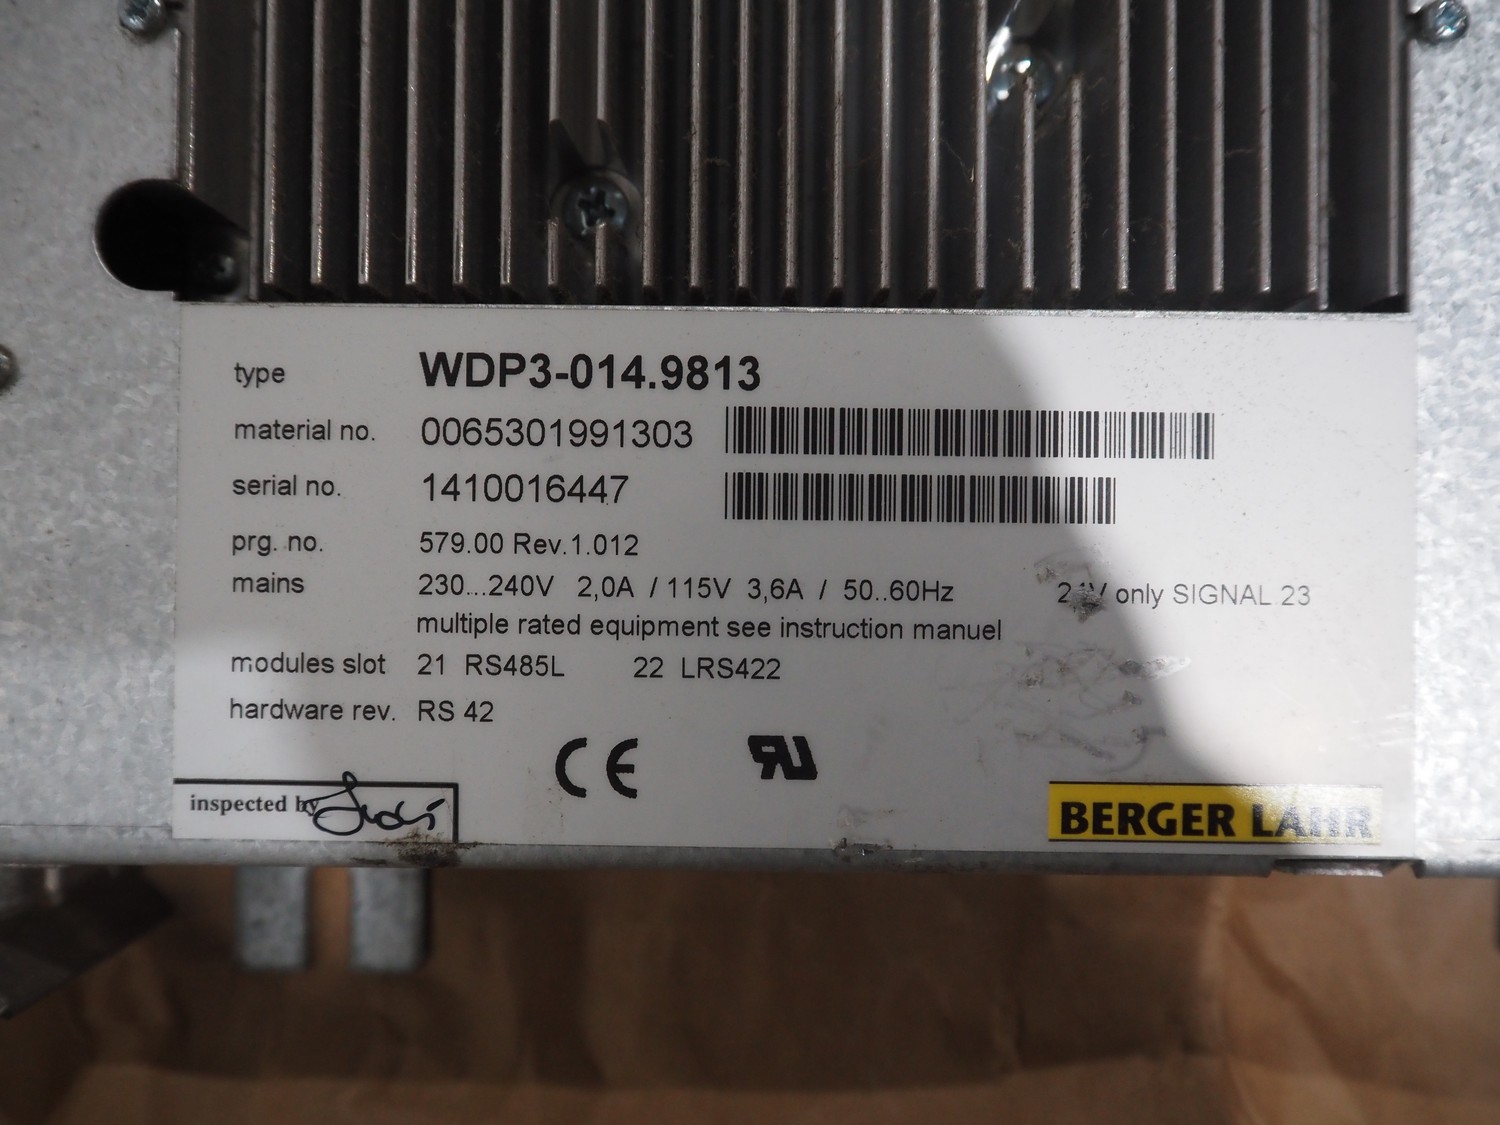 type WDP3-014.9813
material no. 0065301991303
serial no. 1410016447
prg. no. 579.00 Rev.1.012
mains 230...240V 2,0A / 115V 3,6A / 50..60Hz only SIGNAL 23
multiple rated equipment see instruction manuel
modules slot 21 RS485L 22 LRS422
hardware rev. RS 42
CE
inspected by
BERGER LAHR